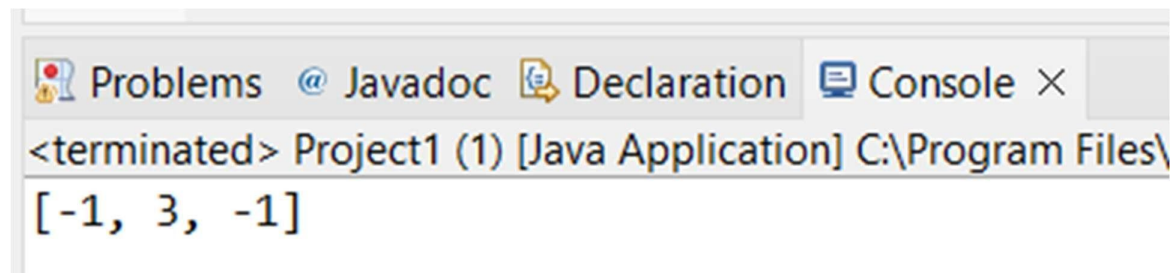 Problems @ Javadoc Declaration Console
<terminated> Project1 (1) [Java Application] C:\Program Files\
[-1, 3, -1]